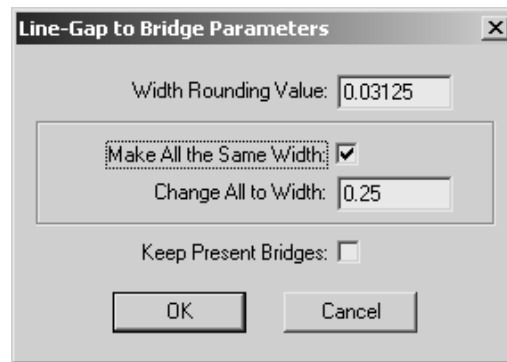 Line-Gap to Bridge Parameters
Width Rounding Value: 0.03125
Make All the Same Width:
Change All to Width: 0.25
Keep Present Bridges:
OK Cancel